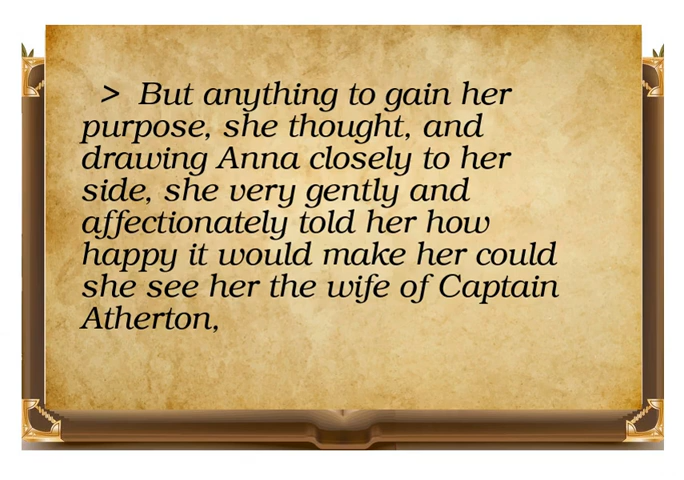 > But anything to gain her
purpose, she thought, and
drawing Anna closely to her
side, she very gently and
affectionately told her how
happy it would make her could
she see her the wife of Captain
Atherton,